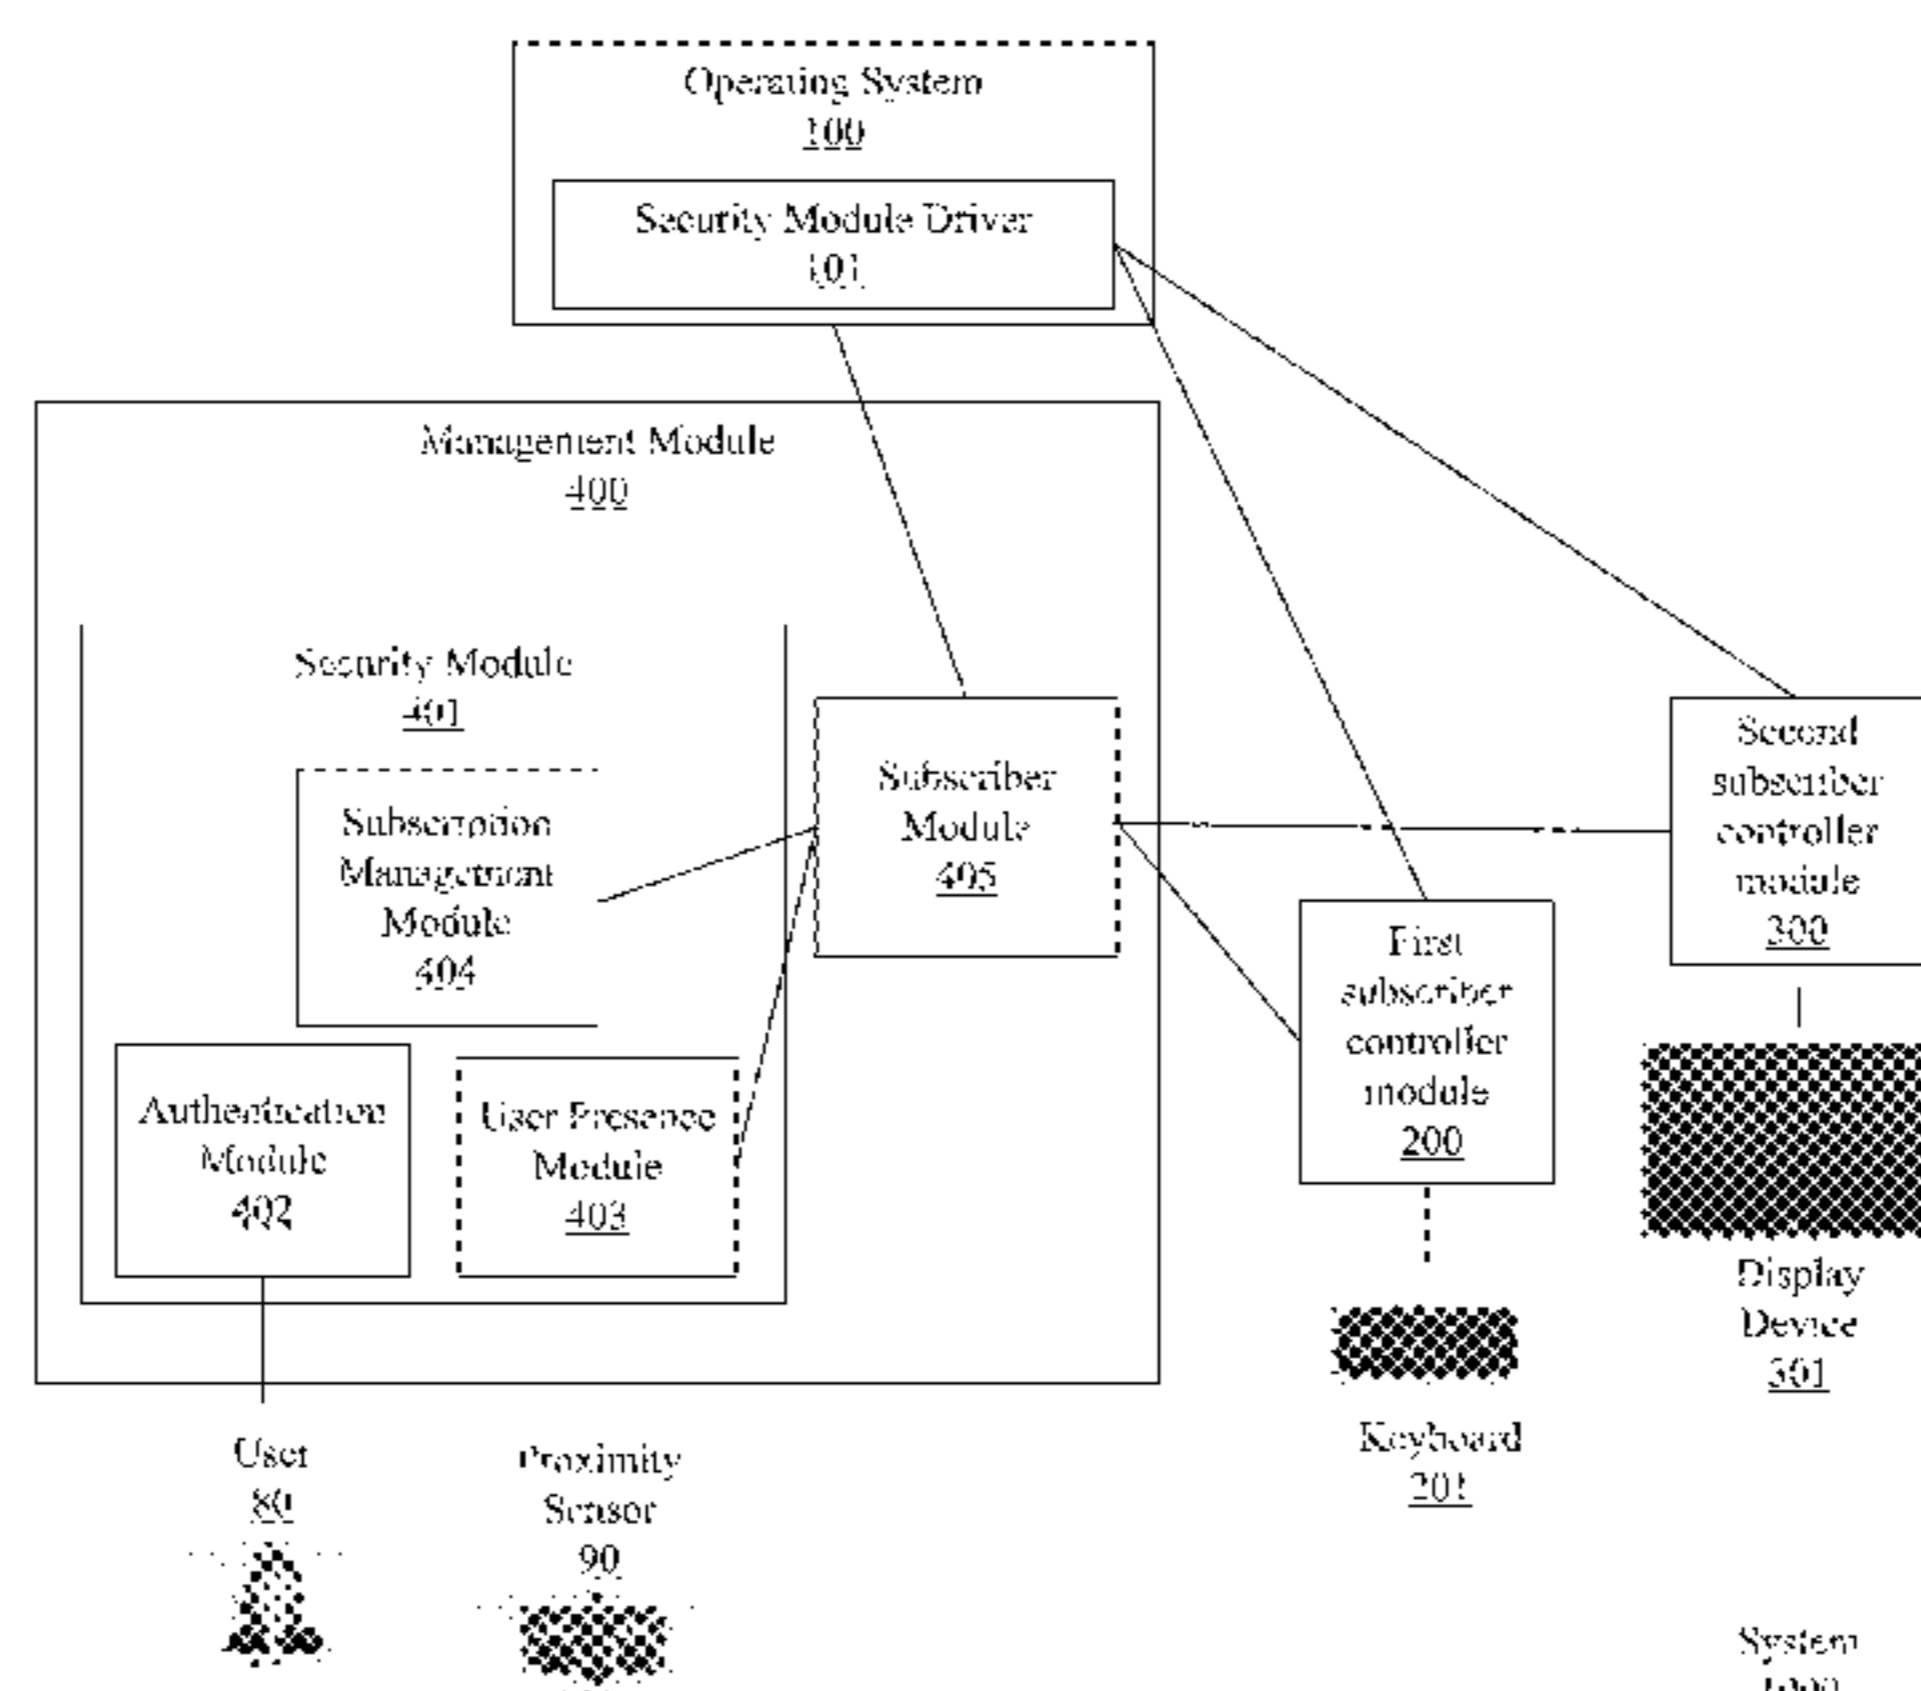 Operating System
100
Security Module Driver
101
Management Module
400
Security Module
401
Subscription
Management
Module
404
Subscriber
Module
405
Second
subscriber
controller
module
300
First
subscriber
controller
module
200
Authentication
Module
402
User Presence
Module
403
Display
Device
301
Keyboard
201
User
80
Proximity
Sensor
90
System